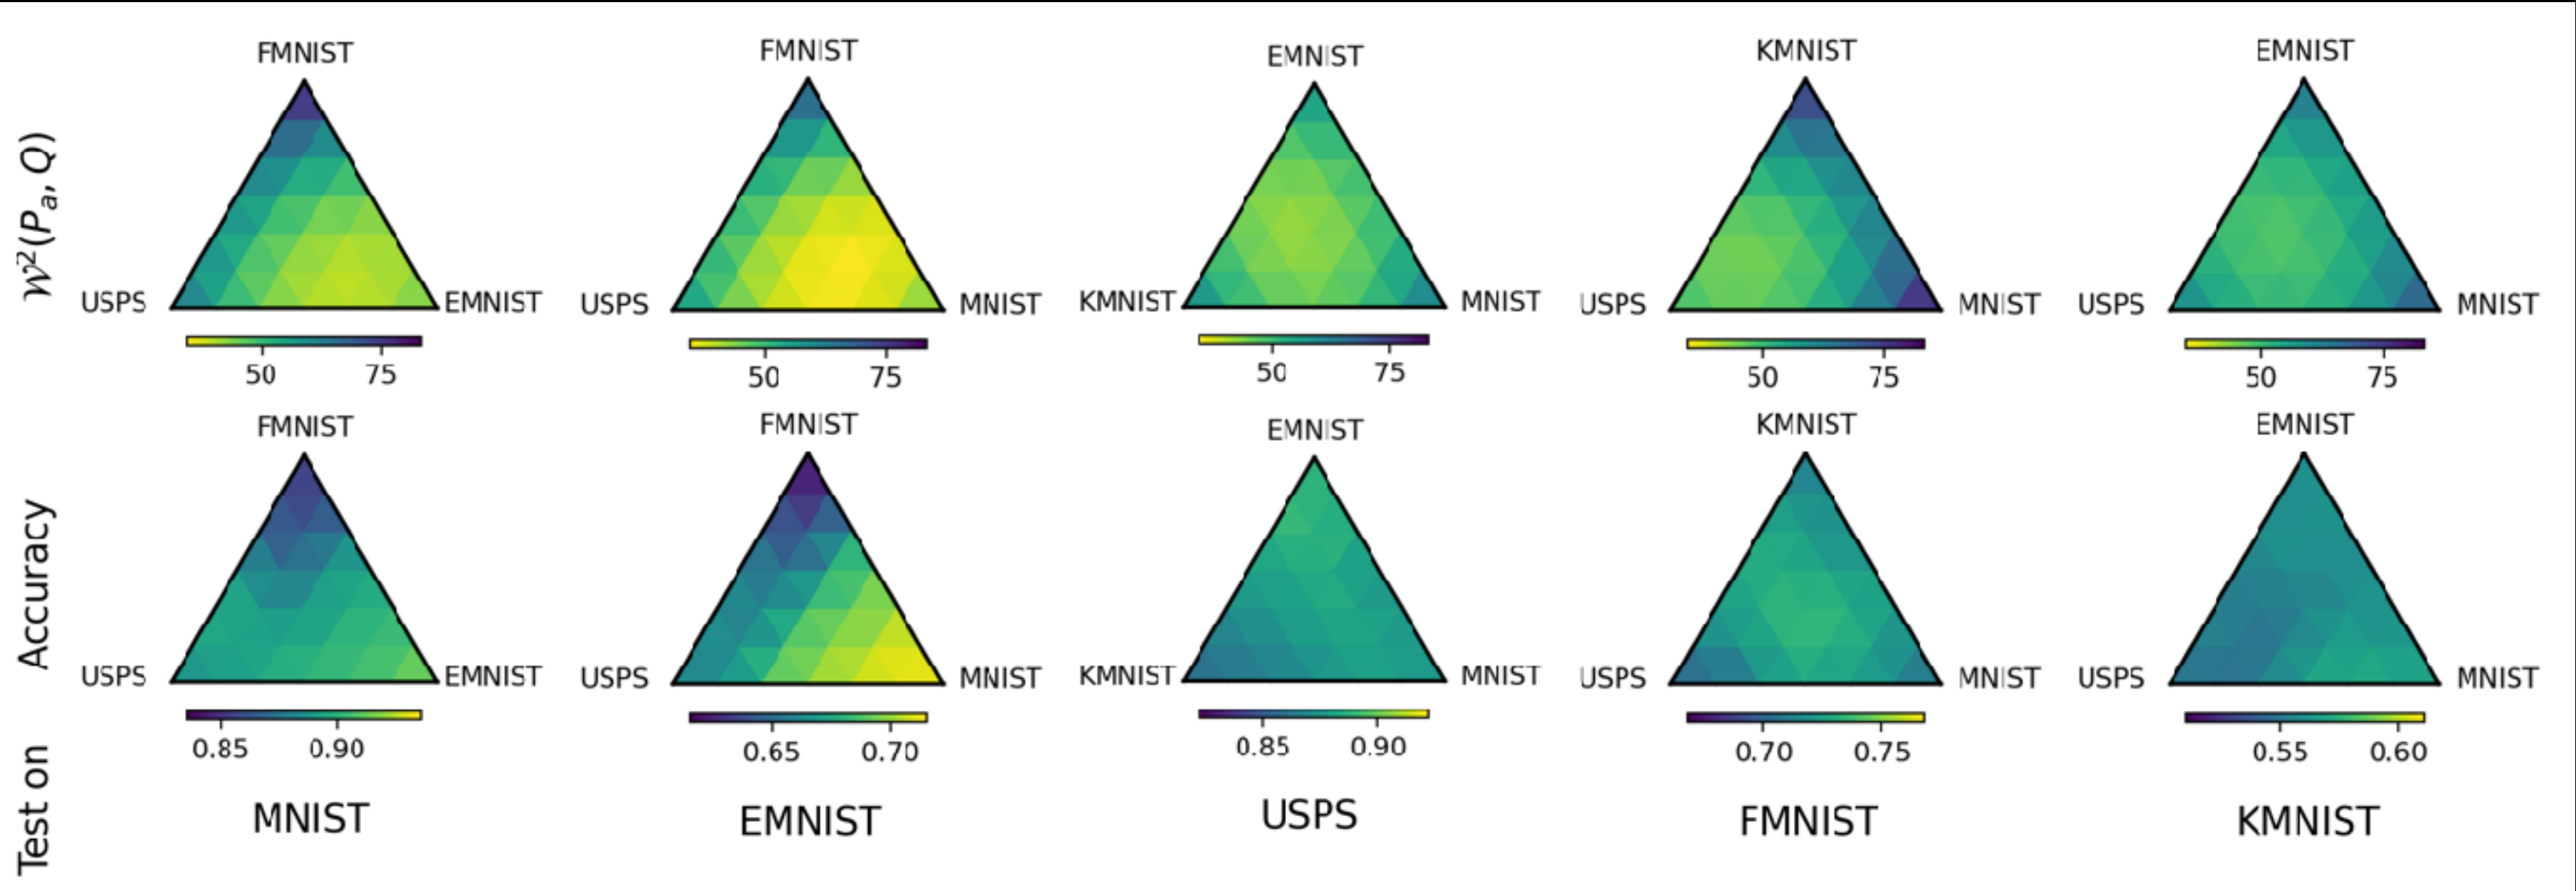 FMNIST FMNIST EMNIST KMNIST EMNIST
𝒲²(Pₐ, Q)
USPS EMNIST USPS MNIST KMNIST MNIST USPS MNIST USPS MNIST
50 75 50 75 50 75 50 75 50 75
FMNIST FMNIST EMNIST KMNIST EMNIST
Accuracy
USPS EMNIST USPS MNIST KMNIST MNIST USPS MNIST USPS MNIST
0.85 0.90 0.65 0.70 0.85 0.90 0.70 0.75 0.55 0.60
Test on
MNIST EMNIST USPS FMNIST KMNIST